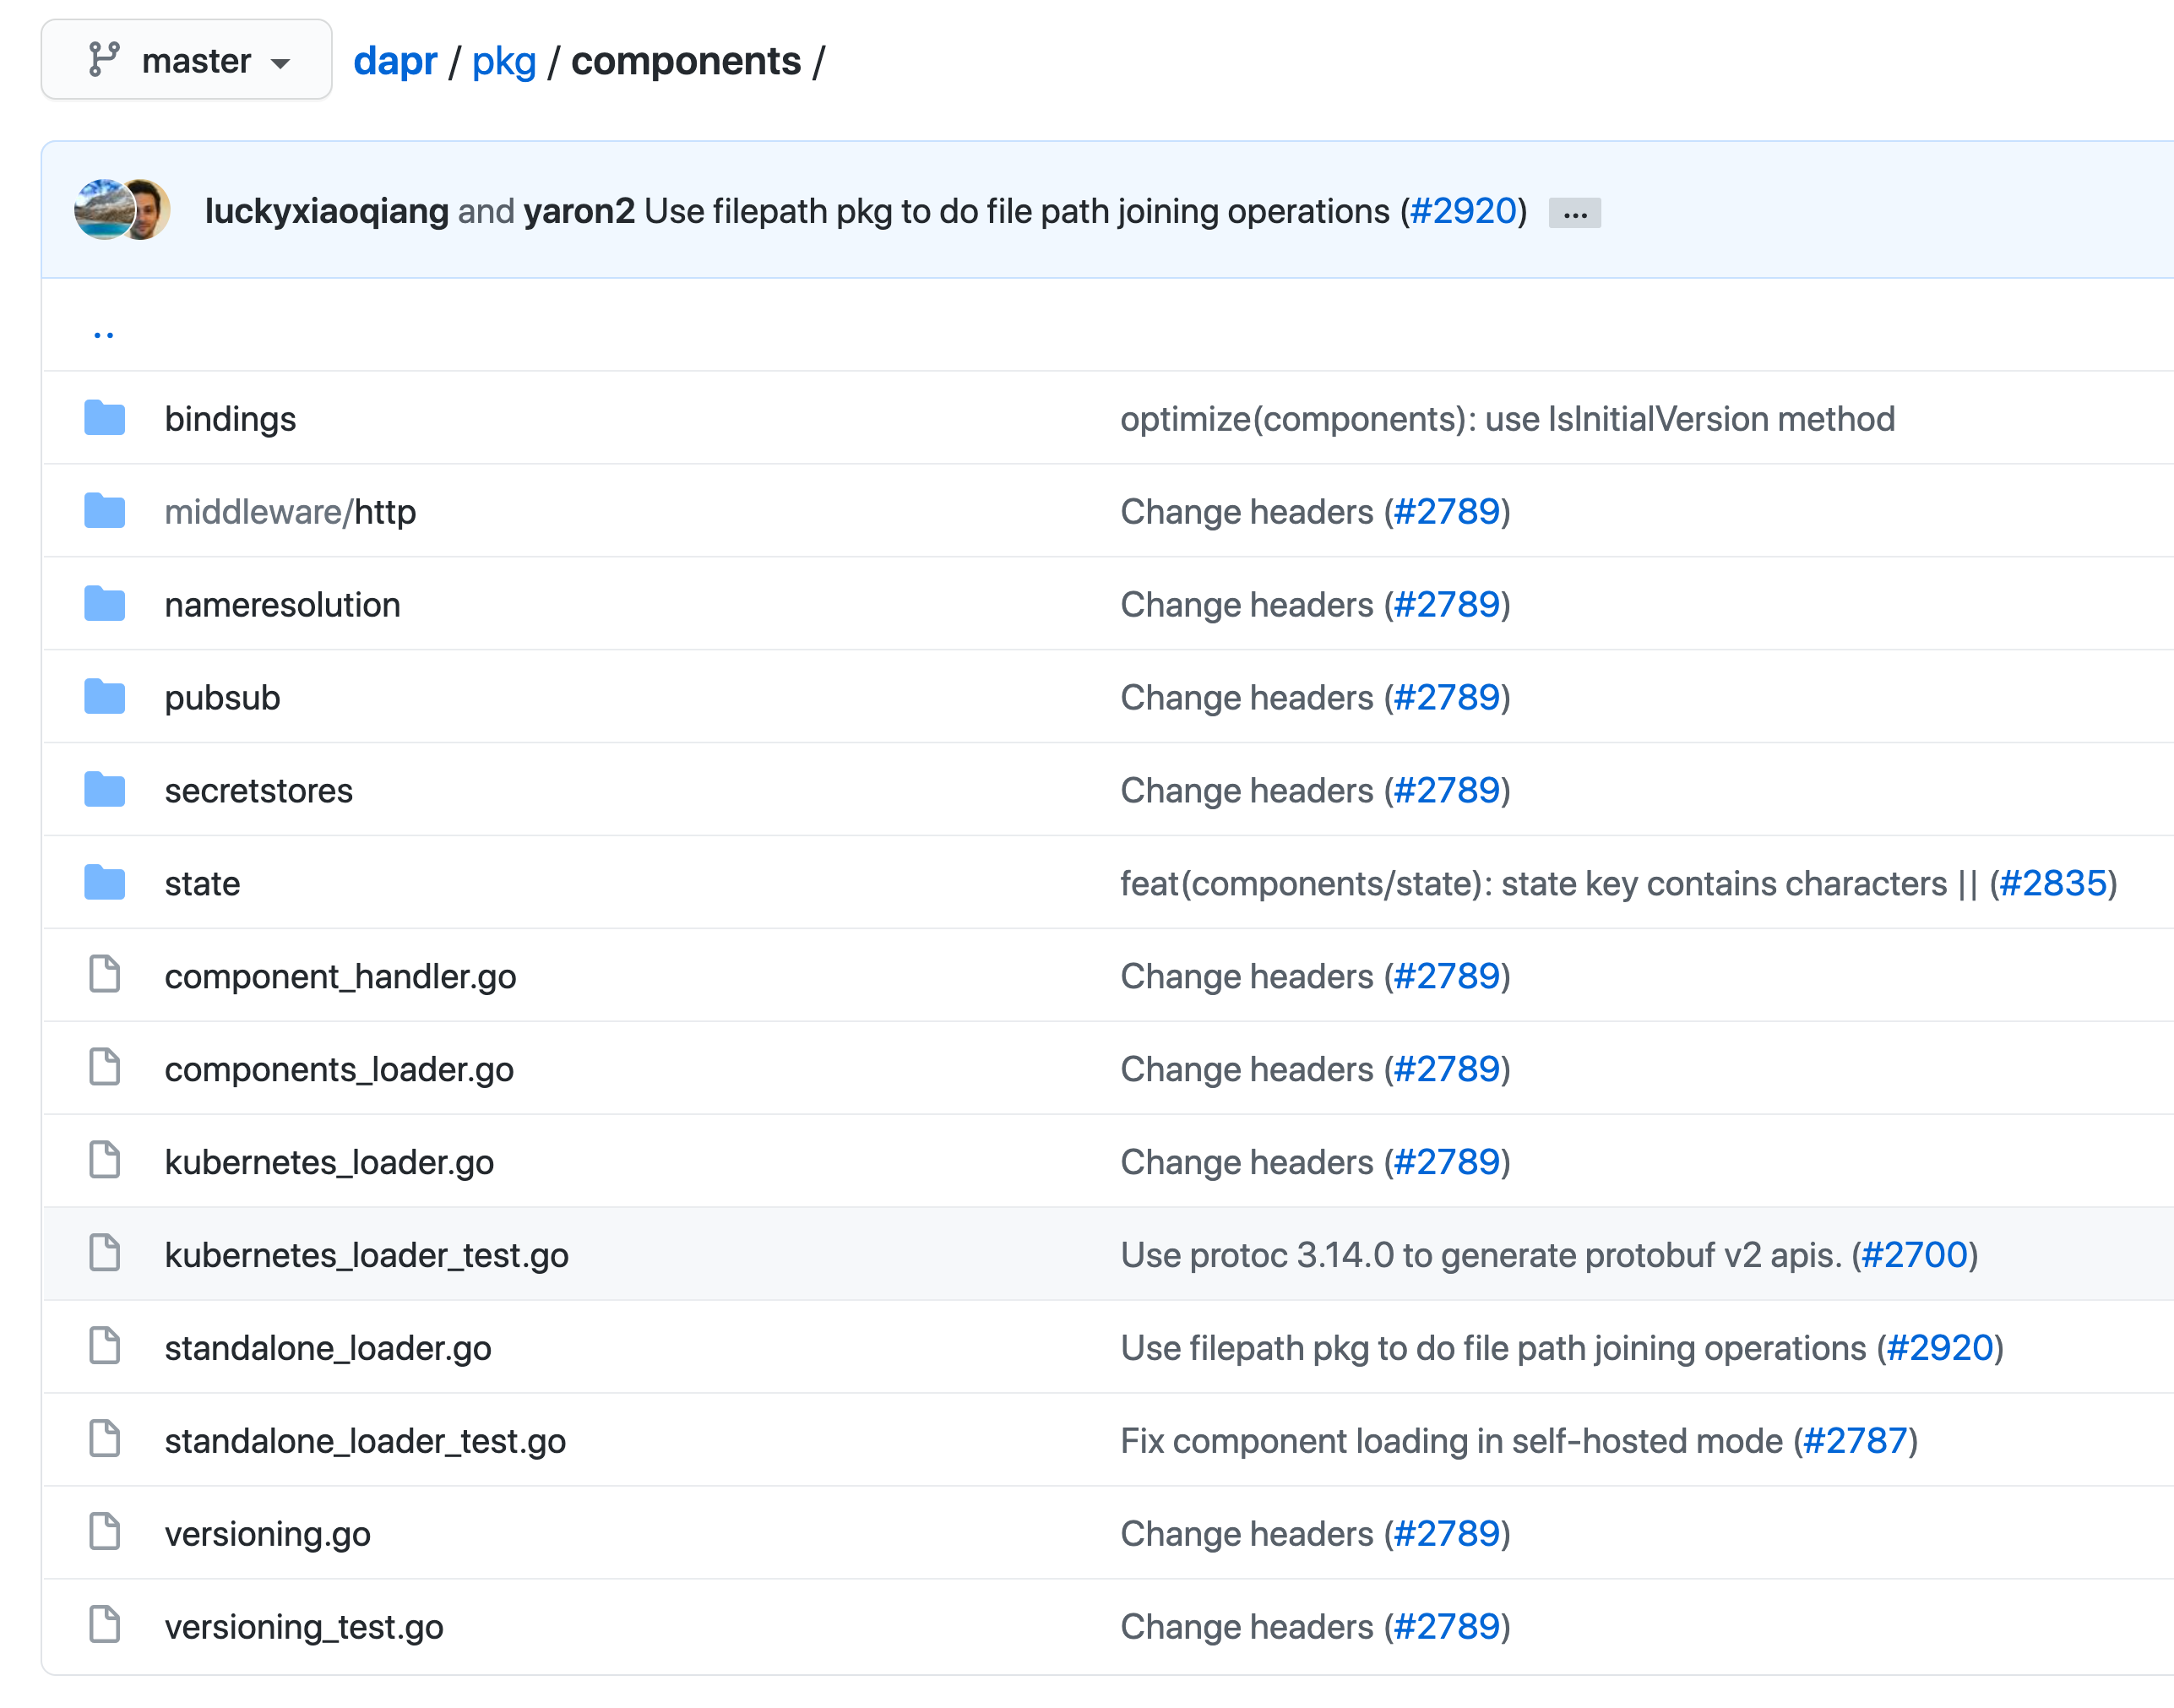 master dapr / pkg / components /
luckyxiaoqiang and yaron2 Use filepath pkg to do file path joining operations (#2920) ...
..
bindings optimize(components): use IsInitialVersion method
middleware/http Change headers (#2789)
nameresolution Change headers (#2789)
pubsub Change headers (#2789)
secretstores Change headers (#2789)
state feat(components/state): state key contains characters || (#2835)
component_handler.go Change headers (#2789)
components_loader.go Change headers (#2789)
kubernetes_loader.go Change headers (#2789)
kubernetes_loader_test.go Use protoc 3.14.0 to generate protobuf v2 apis. (#2700)
standalone_loader.go Use filepath pkg to do file path joining operations (#2920)
standalone_loader_test.go Fix component loading in self-hosted mode (#2787)
versioning.go Change headers (#2789)
versioning_test.go Change headers (#2789)